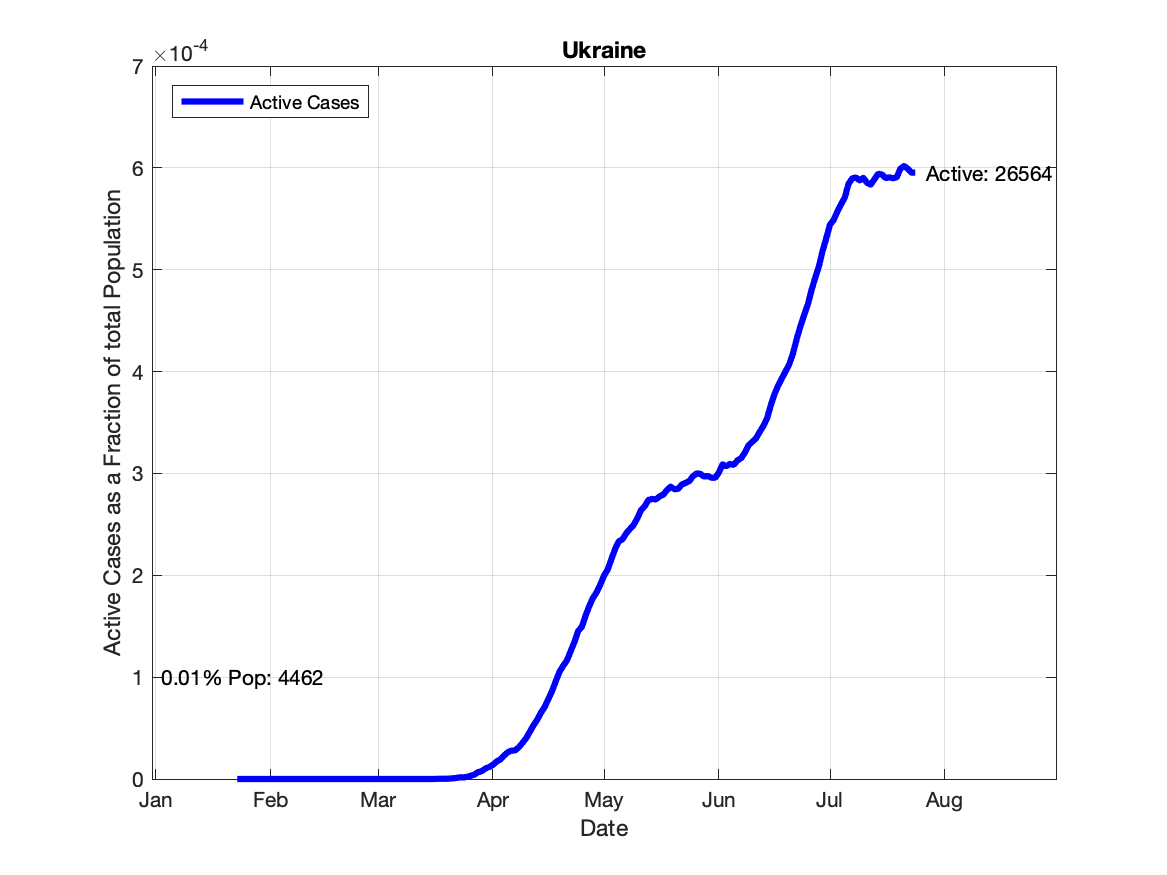 Ukraine
×10-4
7
6
5
4
3
2
1
0
Active Cases as a Fraction of total Population
Active Cases
Active: 26564
0.01% Pop: 4462
Jan Feb Mar Apr May Jun Jul Aug
Date